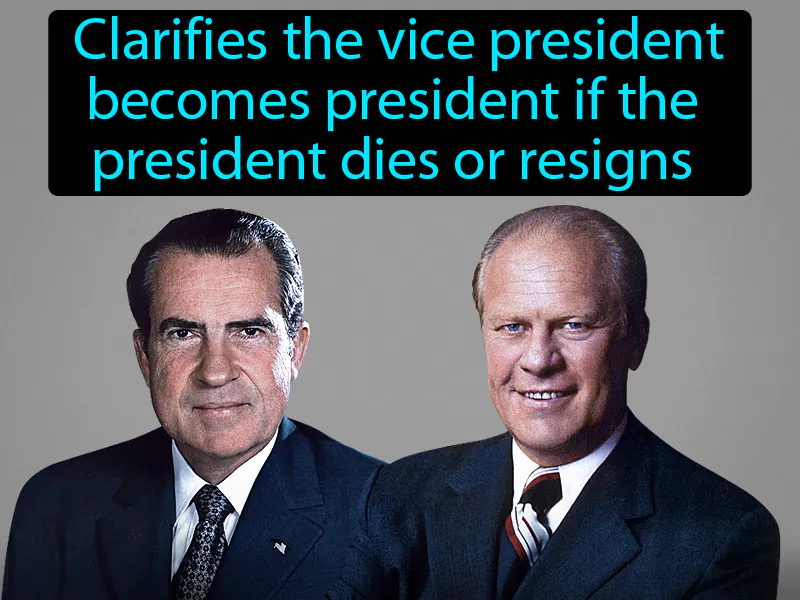 Clarifies the vice president
becomes president if the
president dies or resigns